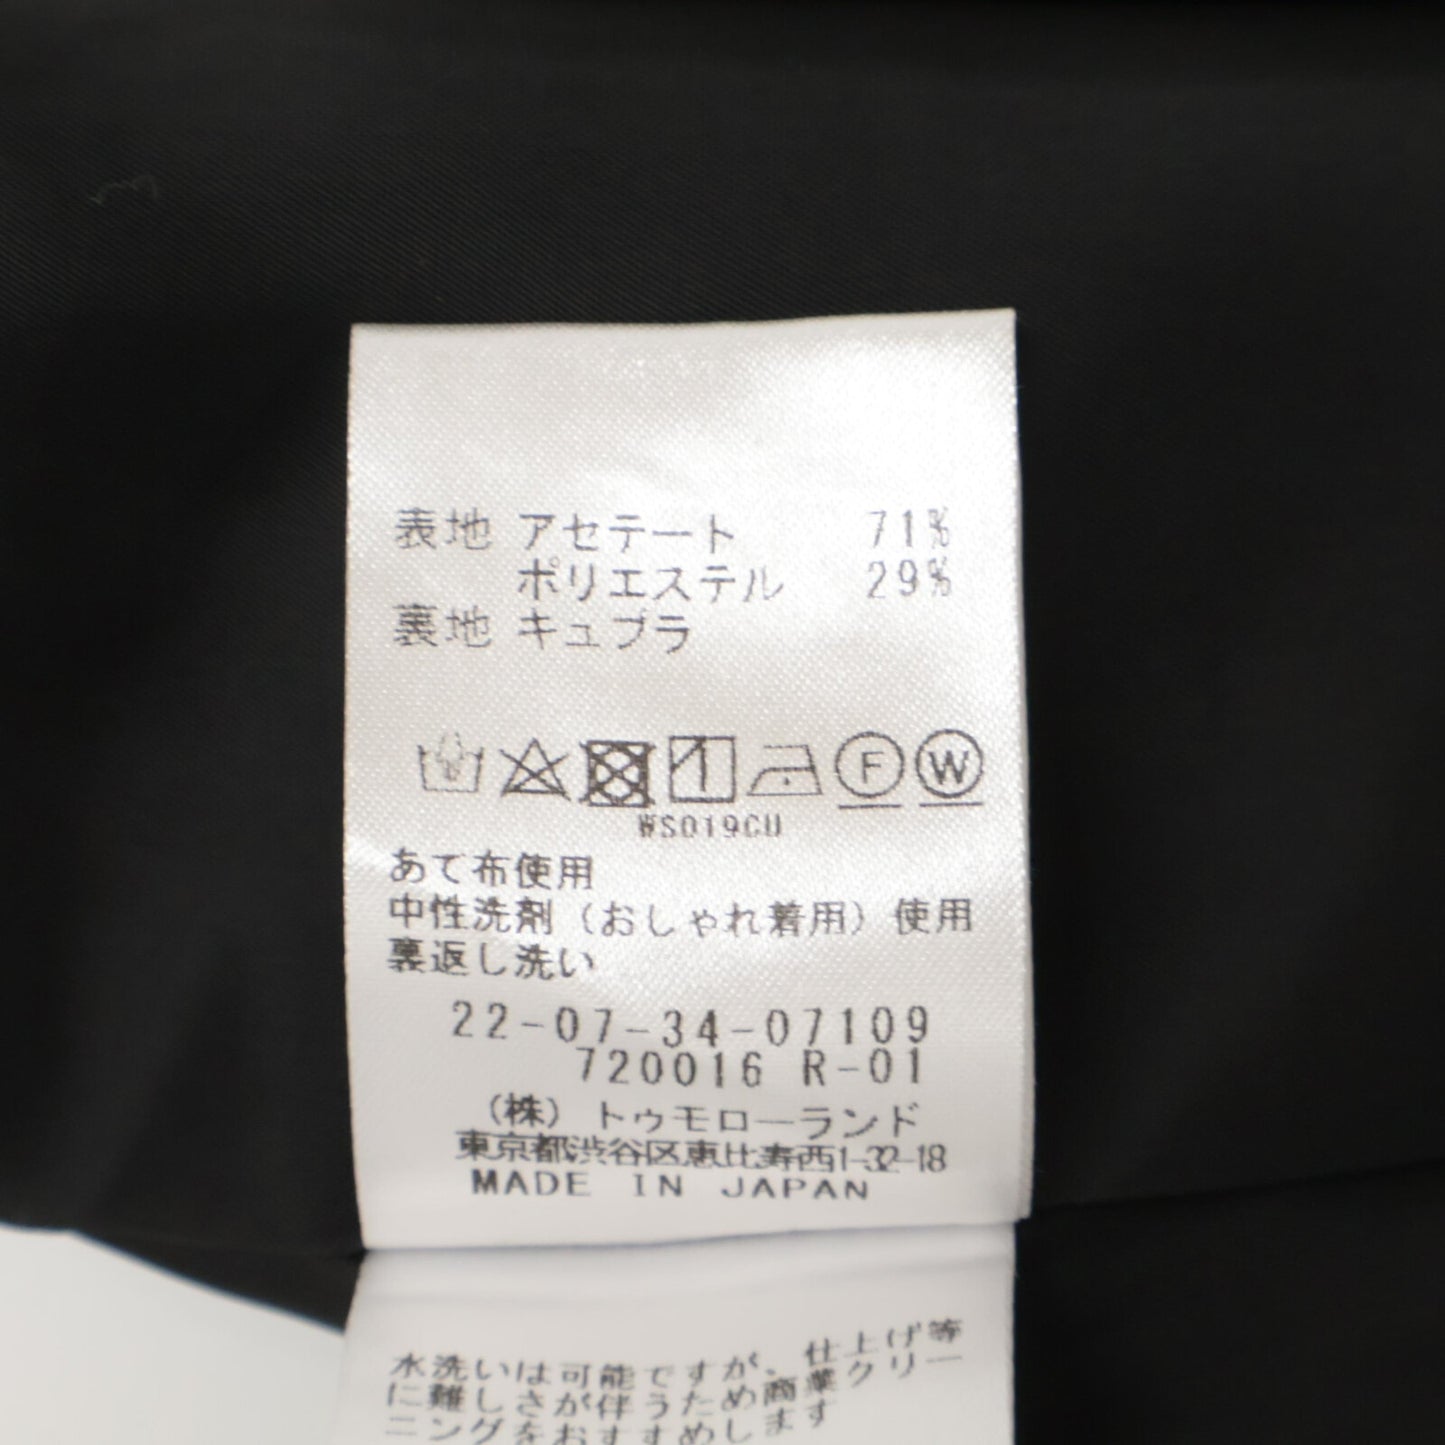 表地 アセテート 71%
ポリエステル 29%
裏地 キュプラ
F W
WS019CU
あて布使用
中性洗剤（おしゃれ着用）使用
裏返し洗い
22-07-34-07109
720016 R-01
（株）トゥモローランド
東京都渋谷区恵比寿西1-32-18
MADE IN JAPAN
水洗いは可能ですが、仕上げ等
に難しさが伴うため商業クリー
ニングをおすすめします